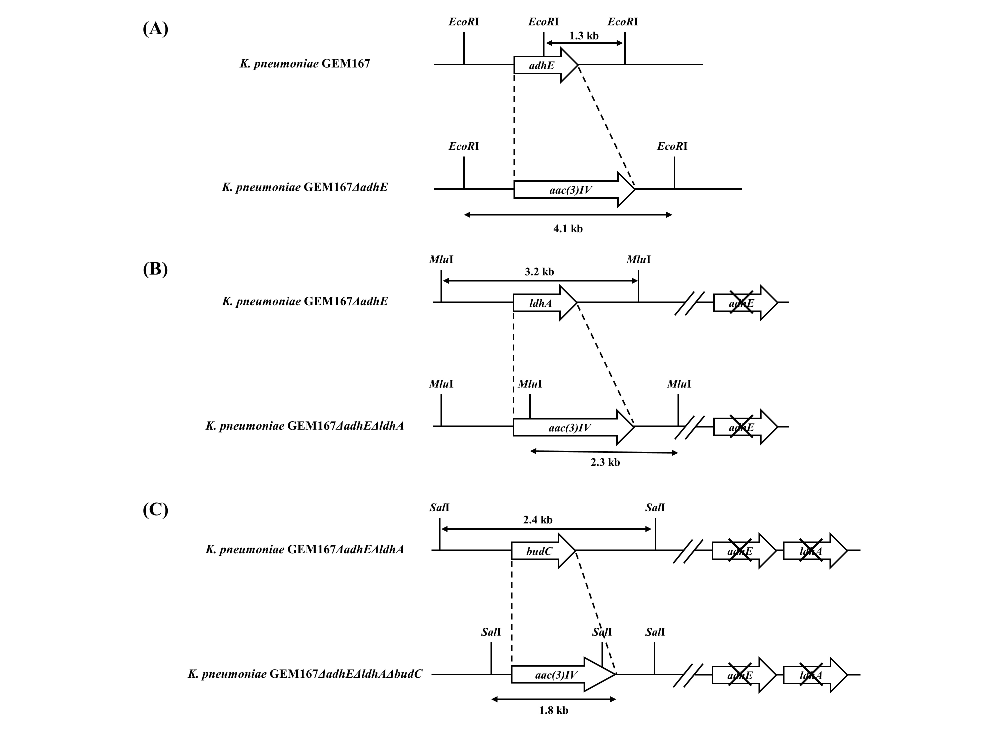 (A)
EcoRI EcoRI EcoRI
1.3 kb
K. pneumoniae GEM167
adhE
EcoRI EcoRI
K. pneumoniae GEM167ΔadhE
aac(3)IV
4.1 kb
(B)
MluI MluI
3.2 kb
K. pneumoniae GEM167ΔadhE
ldhA adhE
MluI MluI MluI
K. pneumoniae GEM167ΔadhEΔldhA
aac(3)IV adhE
2.3 kb
(C)
SalI SalI
2.4 kb
K. pneumoniae GEM167ΔadhEΔldhA
budC adhE ldhA
SalI SalI SalI
K. pneumoniae GEM167ΔadhEΔldhAΔbudC
aac(3)IV adhE ldhA
1.8 kb